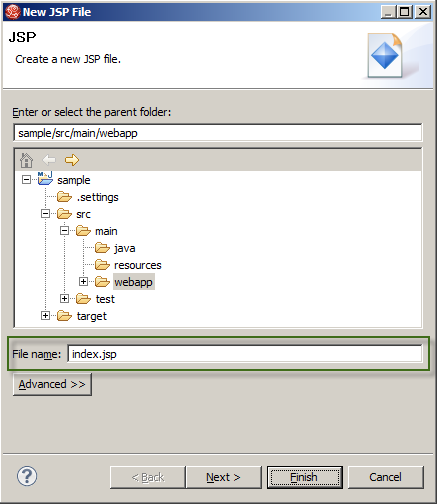 New JSP File
JSP
Create a new JSP file.
Enter or select the parent folder:
sample/src/main/webapp
sample
.settings
src
main
java
resources
webapp
test
target
File name: index.jsp
Advanced >>
? < Back Next > Finish Cancel